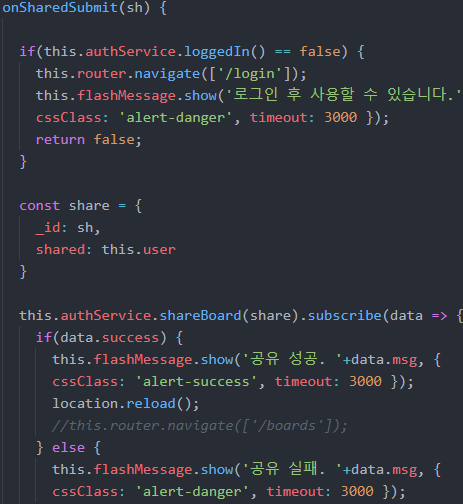 onSharedSubmit(sh) {
if(this.authService.loggedIn() == false) {
this.router.navigate(['/login']);
this.flashMessage.show('로그인 후 사용할 수 있습니다.'
cssClass: 'alert-danger', timeout: 3000 });
return false;
}
const share = {
_id: sh,
shared: this.user
}
this.authService.shareBoard(share).subscribe(data => {
if(data.success) {
this.flashMessage.show('공유 성공. '+data.msg, {
cssClass: 'alert-success', timeout: 3000 });
location.reload();
//this.router.navigate(['/boards']);
} else {
this.flashMessage.show('공유 실패. '+data.msg, {
cssClass: 'alert-danger', timeout: 3000 });